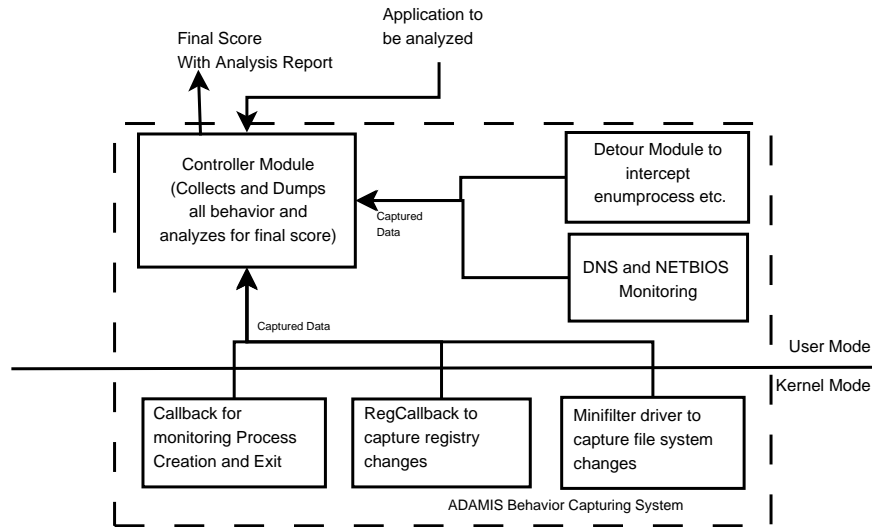 Final Score
With Analysis Report
Application to
be analyzed
Controller Module
(Collects and Dumps
all behavior and
analyzes for final score)
Detour Module to
intercept
enumprocess etc.
Captured
Data
DNS and NETBIOS
Monitoring
Captured Data
User Mode
Kernel Mode
Callback for
monitoring Process
Creation and Exit
RegCallback to
capture registry
changes
Minifilter driver to
capture file system
changes
ADAMIS Behavior Capturing System